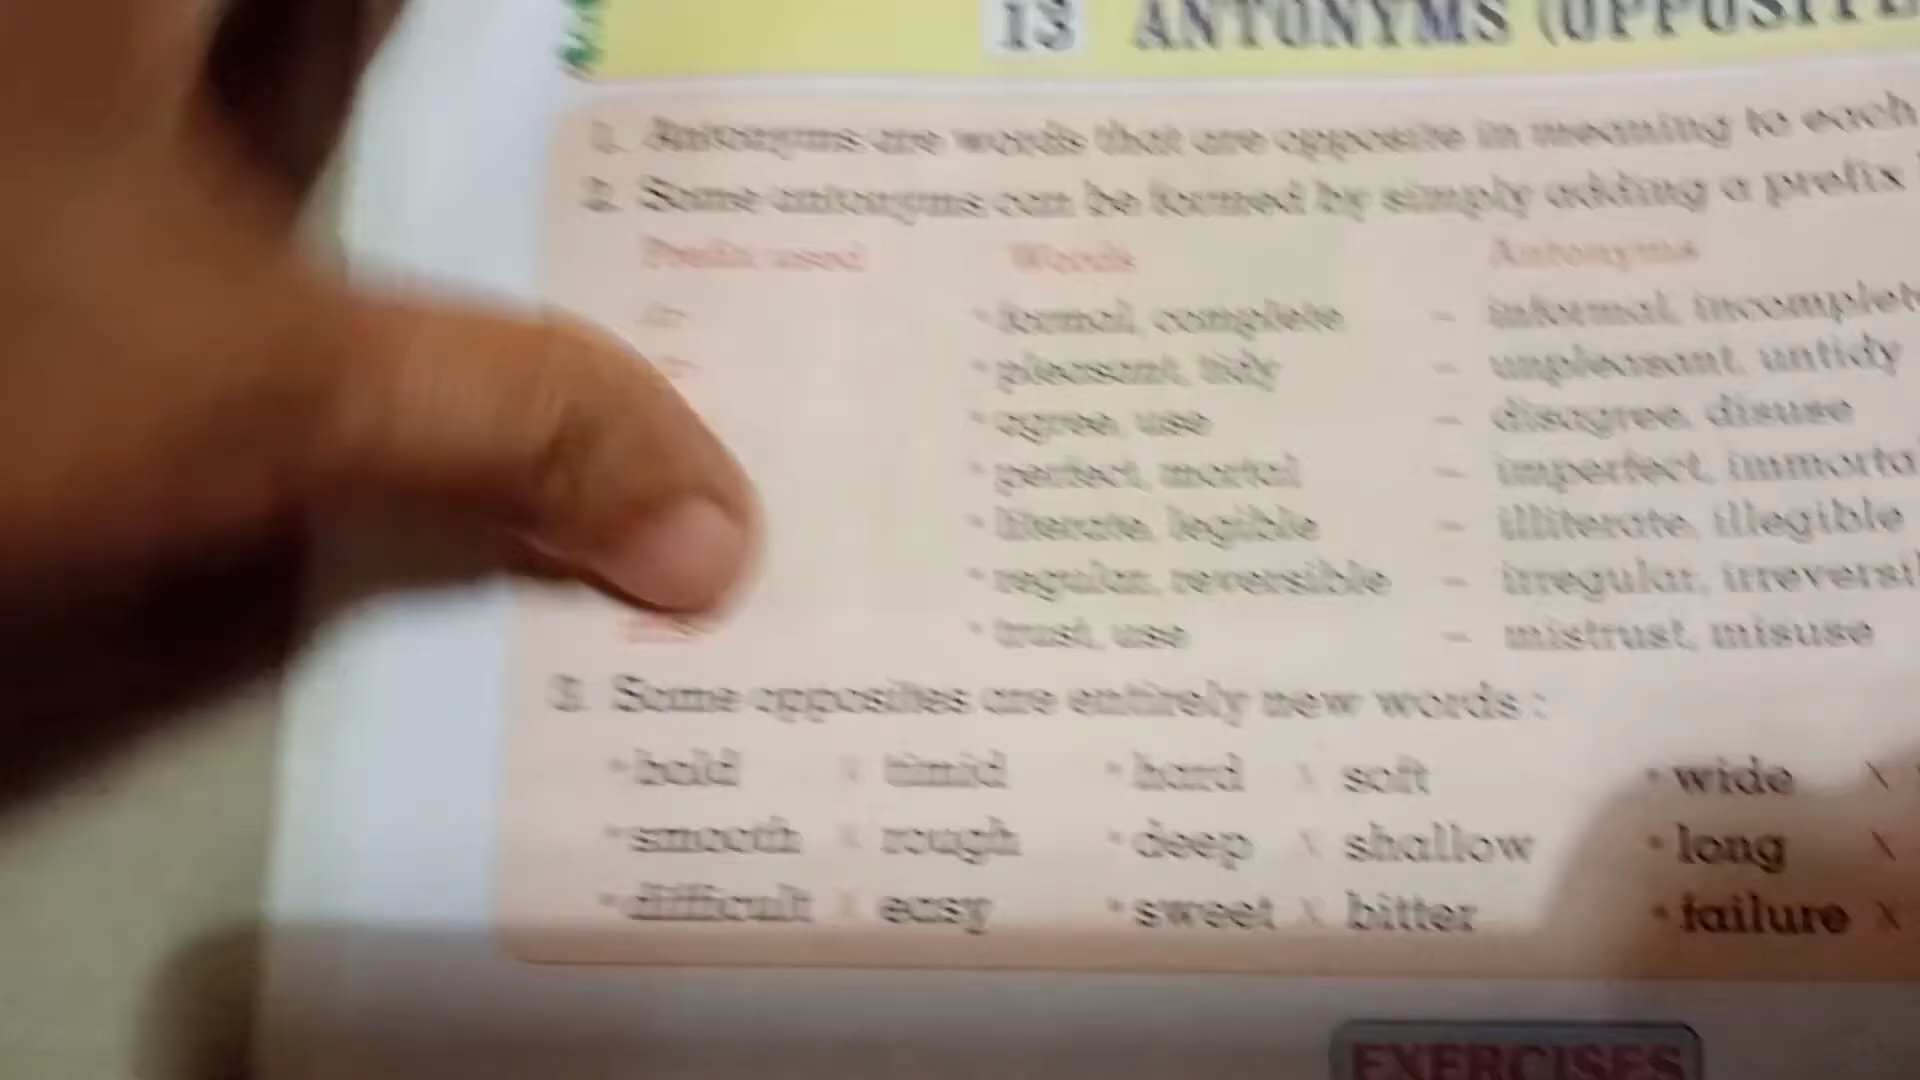 13 ANTONYMS (OPPOSITE
1. Antonyms are words that are opposite in meaning to each
2. Some antonyms can be formed by simply adding a prefix
Prefix used Words Antonyms
in- • formal, complete – informal, incomplet
• pleasant, tidy – unpleasant, untidy
• agree, use – disagree, disuse
• perfect, mortal – imperfect, immorta
• literate, legible – illiterate, illegible
• regular, reversible – irregular, irreversi
• trust, use – mistrust, misuse
3. Some opposites are entirely new words :
• bold X timid • hard X soft • wide X
• smooth X rough • deep X shallow • long X
• difficult X easy • sweet X bitter • failure X
EXERCISES